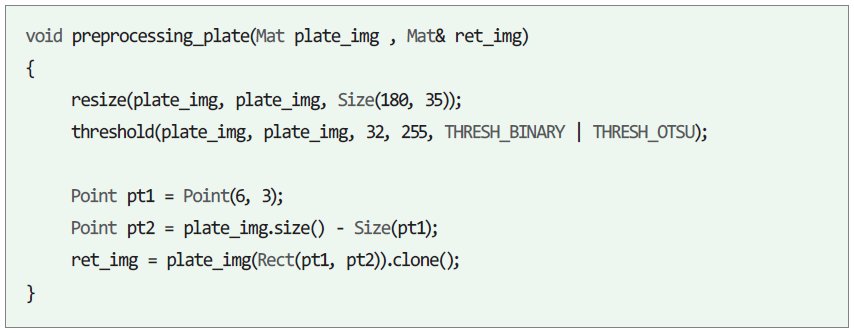 void preprocessing_plate(Mat plate_img , Mat& ret_img)
{
resize(plate_img, plate_img, Size(180, 35));
threshold(plate_img, plate_img, 32, 255, THRESH_BINARY | THRESH_OTSU);
Point pt1 = Point(6, 3);
Point pt2 = plate_img.size() - Size(pt1);
ret_img = plate_img(Rect(pt1, pt2)).clone();
}